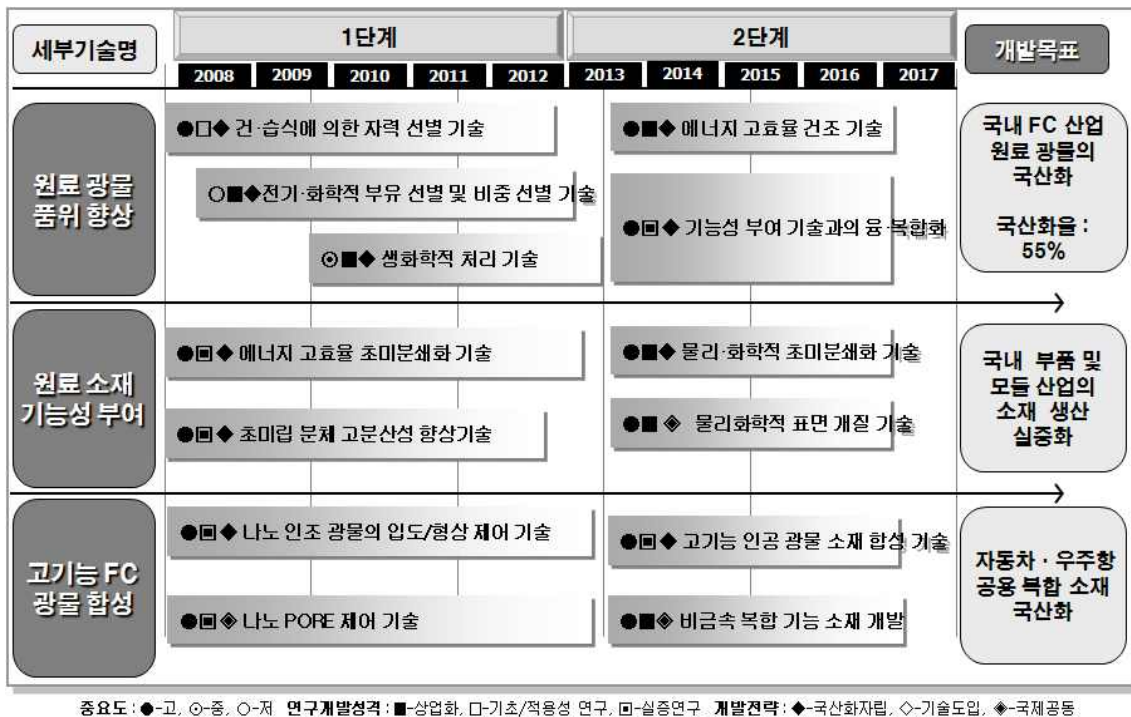 세부기술명
1단계
2단계
개발목표
2008 2009 2010 2011 2012 2013 2014 2015 2016 2017
원료 광물
품위 향상
●□◆ 건·습식에 의한 자력 선별 기술
○■◆전기·화학적 부유 선별 및 비중 선별 기술
⊙■◆ 생화학적 처리 기술
●■◆ 에너지 고효율 건조 기술
●▣◆ 기능성 부여 기술과의 융·복합화
국내 FC 산업
원료 광물의
국산화
국산화율 :
55%
원료 소재
기능성 부여
●▣◆ 에너지 고효율 초미분쇄화 기술
●▣◆ 초미립 분체 고분산성 향상기술
●■◆ 물리·화학적 초미분쇄화 기술
●■◈ 물리화학적 표면 개질 기술
국내 부품 및
모듈 산업의
소재 생산
실증화
고기능 FC
광물 합성
●▣◆ 나노 인조 광물의 입도/형상 제어 기술
●▣◈ 나노 PORE 제어 기술
●▣◆ 고기능 인공 광물 소재 합성 기술
●■◈ 비금속 복합 기능 소재 개발
자동차 · 우주항
공용 복합 소재
국산화
중요도 : ●-고, ⊙-중, ○-저 연구개발성격 : ■-상업화, □-기초/적용성 연구, ▣-실증연구 개발전략 : ◆-국산화자립, ◇-기술도입, ◈-국제공동